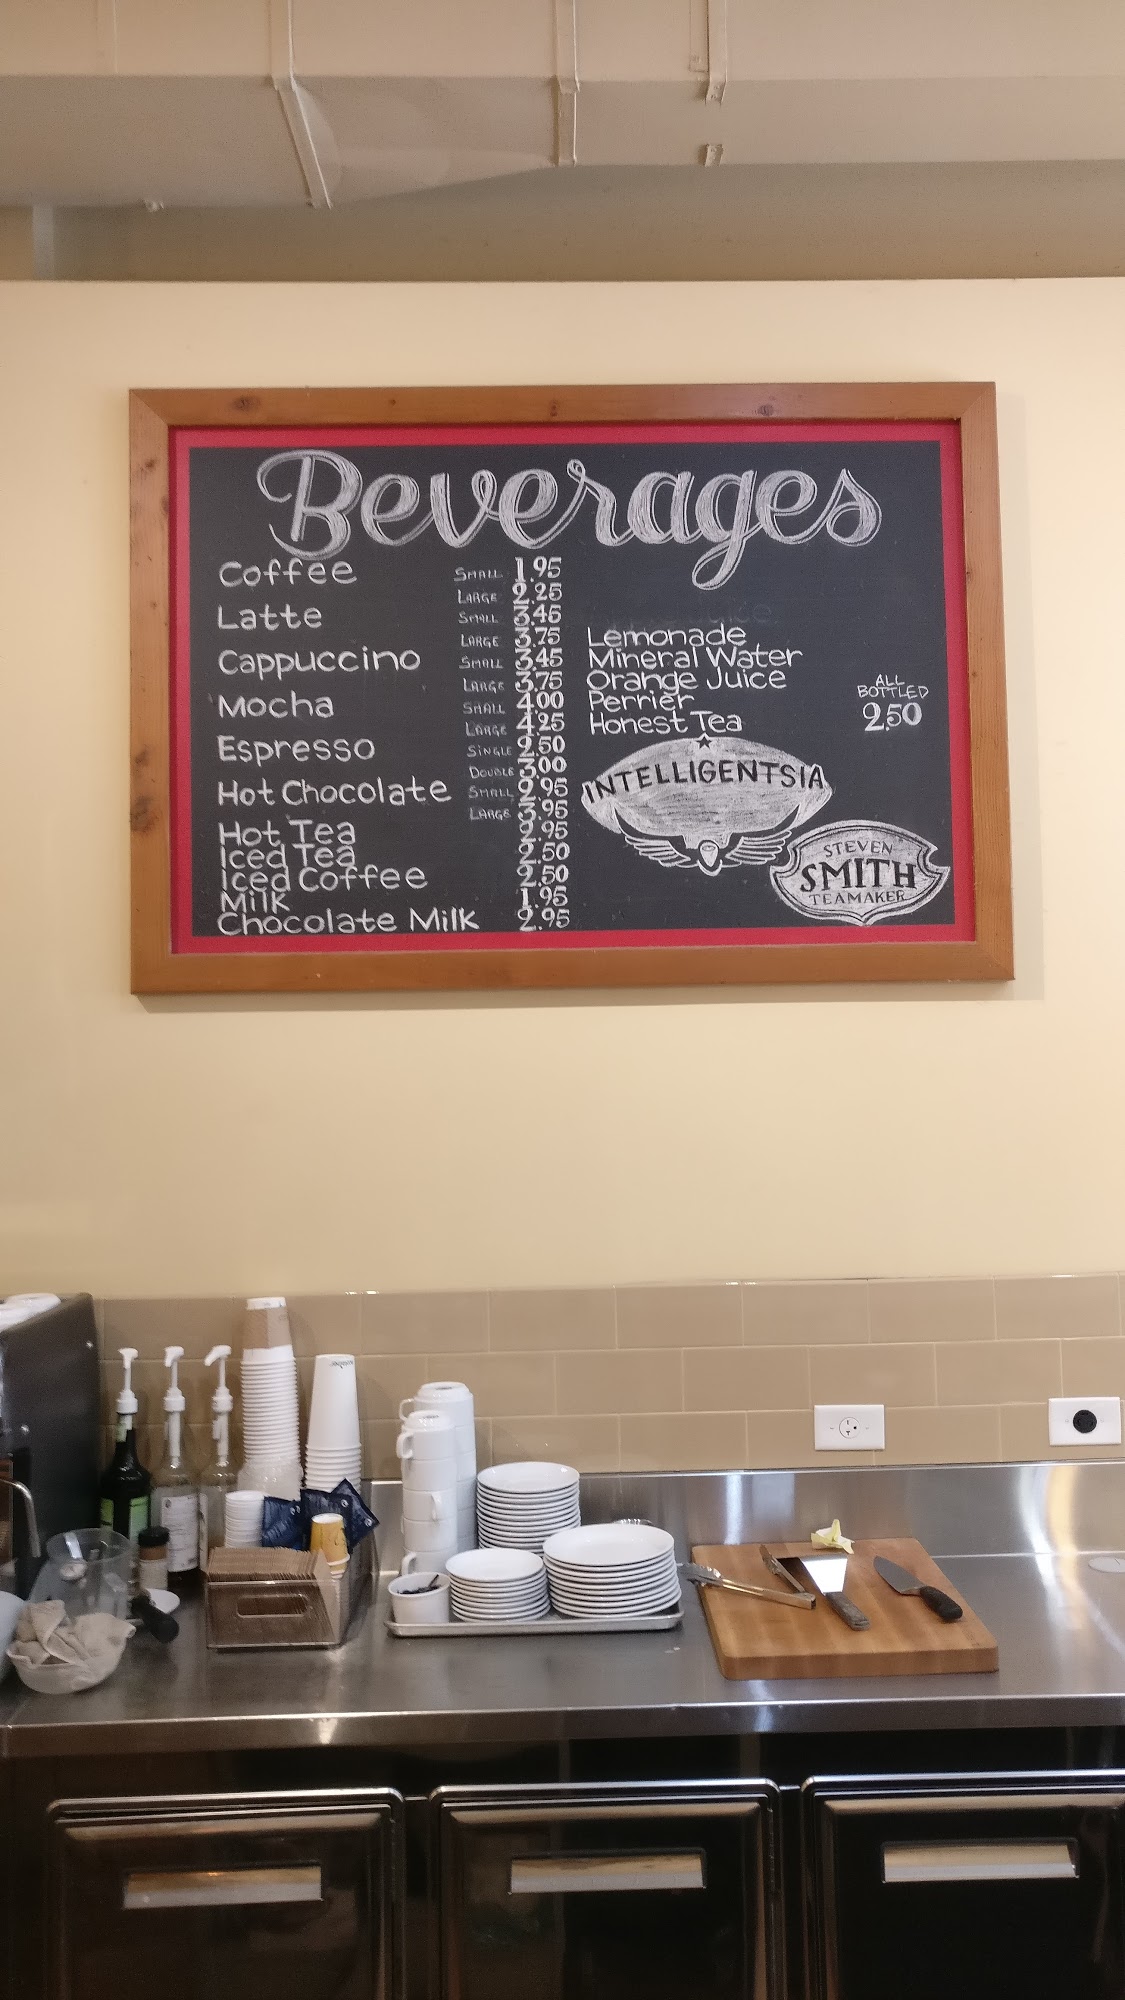 Beverages
Coffee SMALL 1.95
LARGE 2.25
Latte SMALL 3.45
LARGE 3.75
Cappuccino SMALL 3.45
LARGE 3.75
Mocha SMALL 4.00
LARGE 4.25
Espresso SINGLE 2.50
DOUBLE 3.00
Hot Chocolate SMALL 2.95
LARGE 3.95
Hot Tea 2.95
Iced Tea 2.50
Iced Coffee 2.50
Milk 1.95
Chocolate Milk 2.95
Lemonade
Mineral Water
Orange Juice
Perrier
Honest Tea
ALL
BOTTLED
2.50
INTELLIGENTSIA
STEVEN
SMITH
TEAMAKER